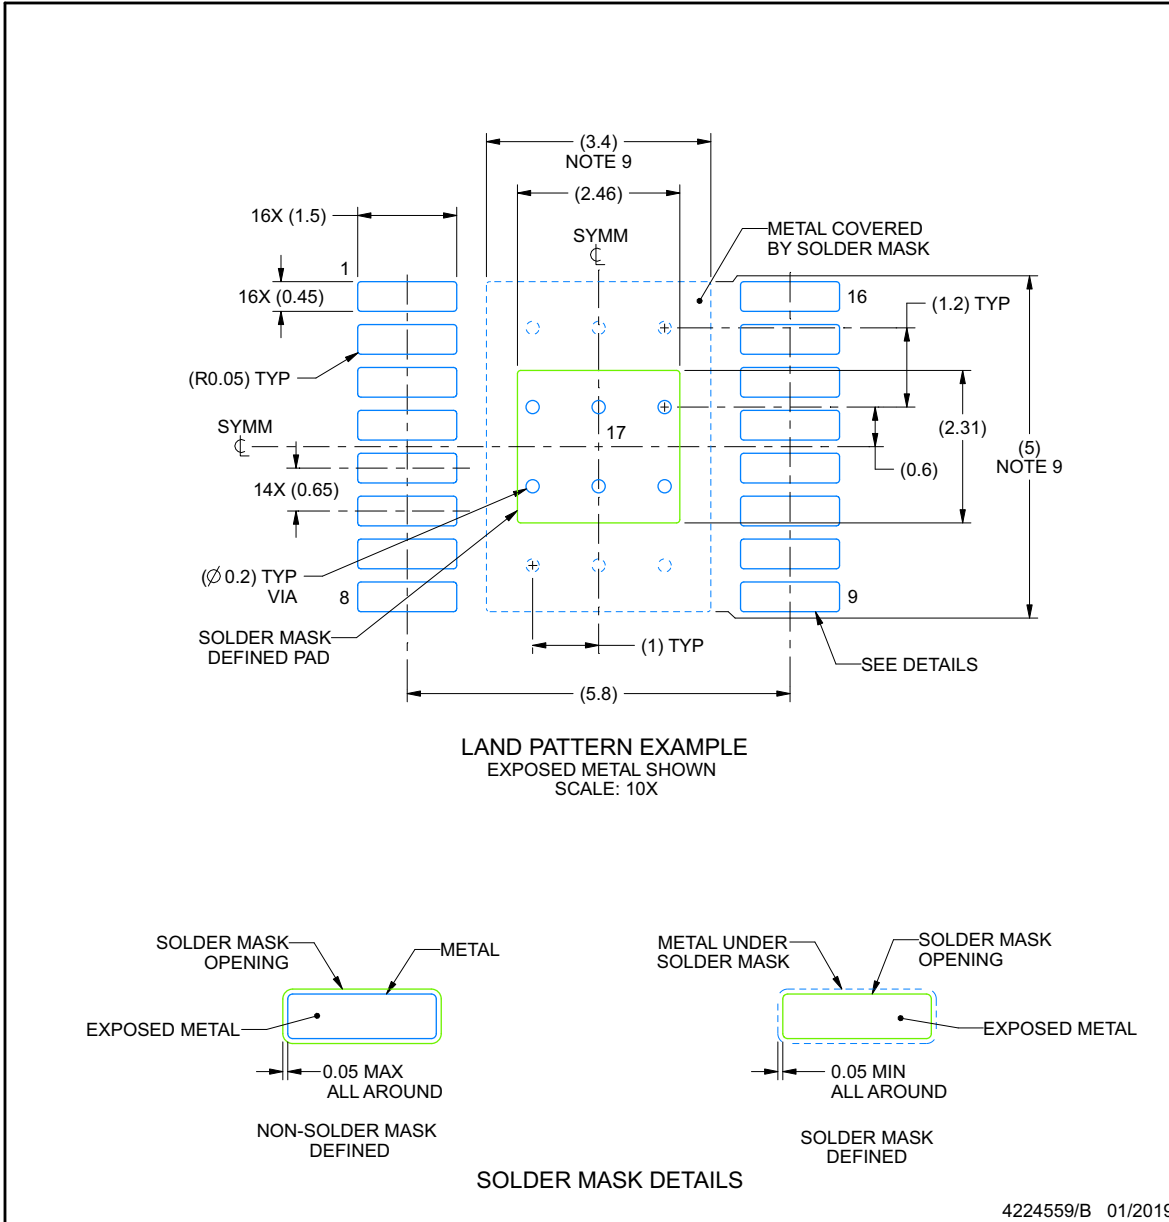 (3.4)
NOTE 9
(2.46)
16X (1.5)
SYMM
METAL COVERED
BY SOLDER MASK
1
16X (0.45)
16
(1.2) TYP
(R0.05) TYP
SYMM
17
(2.31)
(5)
NOTE 9
(0.6)
14X (0.65)
(Ø 0.2) TYP
VIA
8
9
SOLDER MASK
DEFINED PAD
(1) TYP
SEE DETAILS
(5.8)
LAND PATTERN EXAMPLE
EXPOSED METAL SHOWN
SCALE: 10X
SOLDER MASK
OPENING
METAL
EXPOSED METAL
0.05 MAX
ALL AROUND
NON-SOLDER MASK
DEFINED
METAL UNDER
SOLDER MASK
SOLDER MASK
OPENING
EXPOSED METAL
0.05 MIN
ALL AROUND
SOLDER MASK
DEFINED
SOLDER MASK DETAILS
4224559/B 01/2019